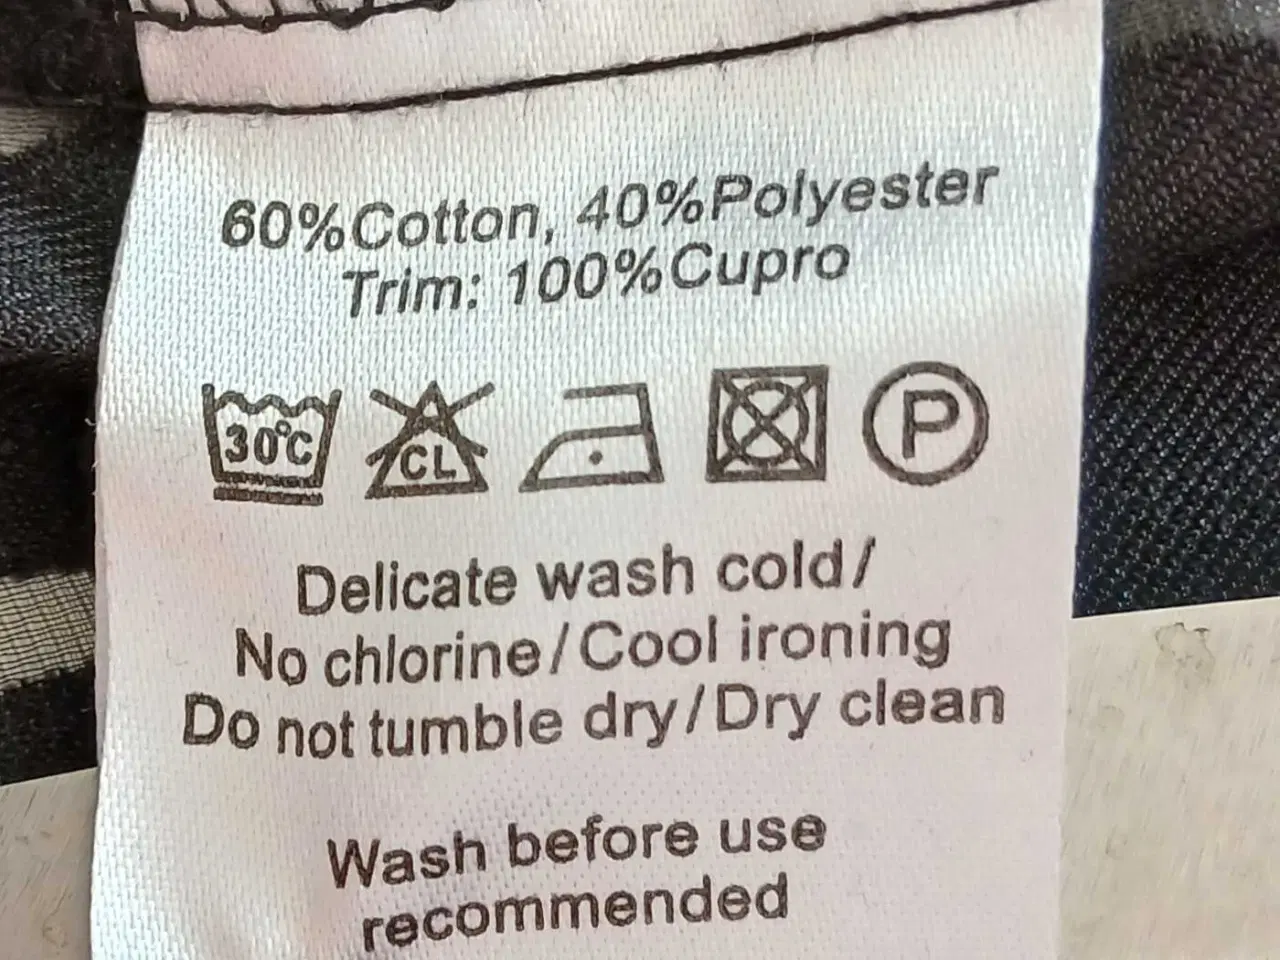 60%Cotton, 40%Polyester
Trim: 100%Cupro
30°C CL P
Delicate wash cold/
No chlorine/Cool ironing
Do not tumble dry/Dry clean
Wash before use
recommended